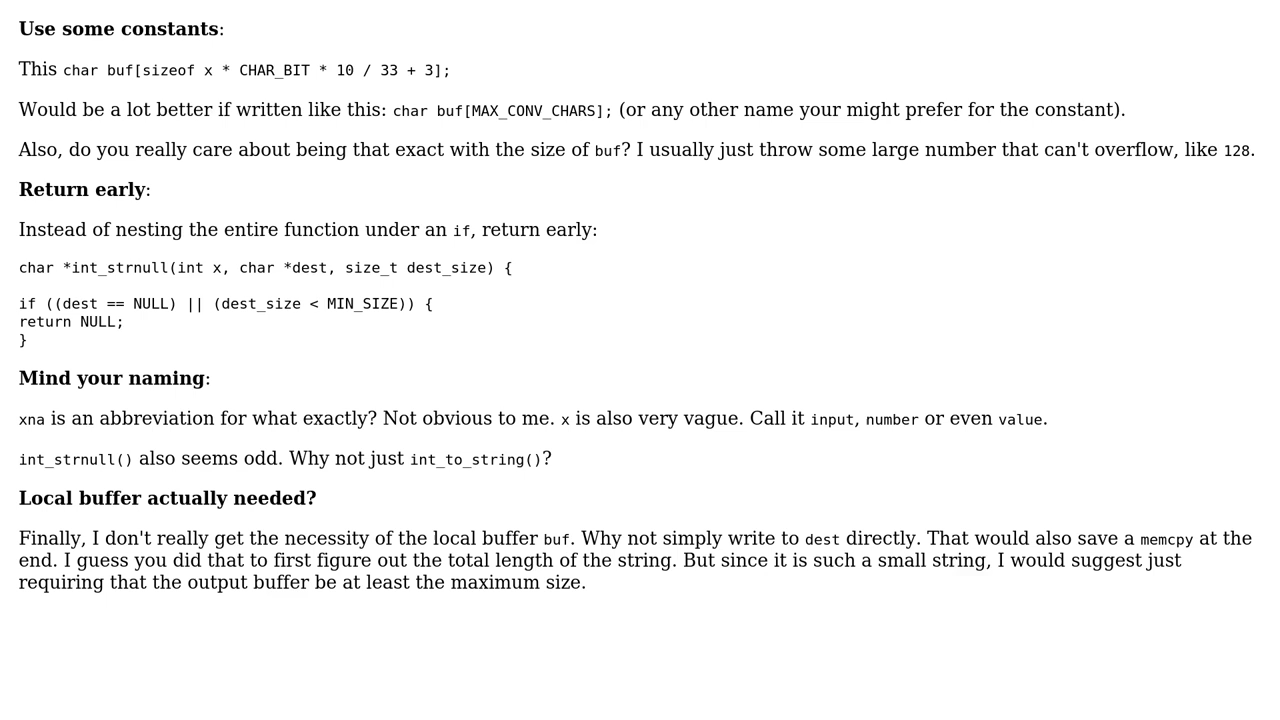 Use some constants:
This char buf[sizeof x * CHAR_BIT * 10 / 33 + 3];
Would be a lot better if written like this: char buf[MAX_CONV_CHARS]; (or any other name your might prefer for the constant).
Also, do you really care about being that exact with the size of buf? I usually just throw some large number that can't overflow, like 128.
Return early:
Instead of nesting the entire function under an if, return early:
char *int_strnull(int x, char *dest, size_t dest_size) {
if ((dest == NULL) || (dest_size < MIN_SIZE)) {
return NULL;
}
Mind your naming:
xna is an abbreviation for what exactly? Not obvious to me. x is also very vague. Call it input, number or even value.
int_strnull() also seems odd. Why not just int_to_string()?
Local buffer actually needed?
Finally, I don't really get the necessity of the local buffer buf. Why not simply write to dest directly. That would also save a memcpy at the
end. I guess you did that to first figure out the total length of the string. But since it is such a small string, I would suggest just
requiring that the output buffer be at least the maximum size.